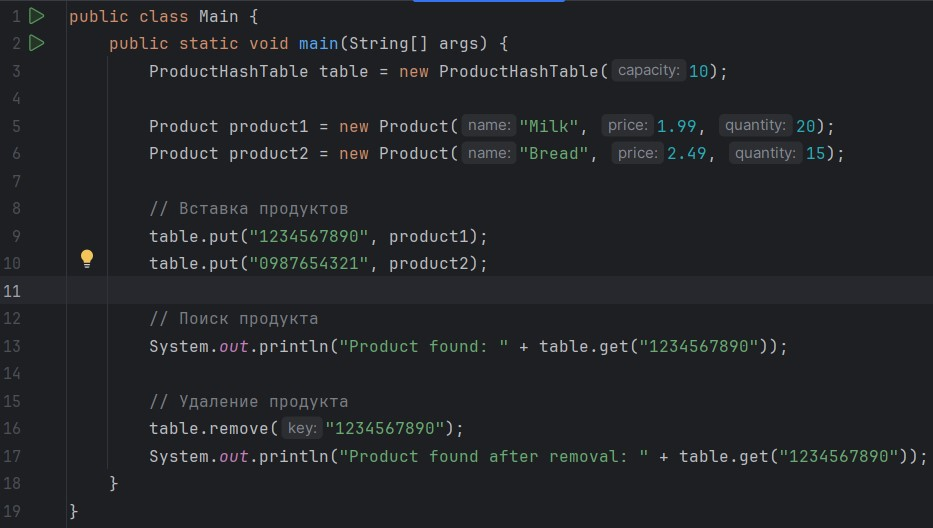 1 public class Main {
2 public static void main(String[] args) {
3 ProductHashTable table = new ProductHashTable( capacity: 10);
4
5 Product product1 = new Product( name: "Milk", price: 1.99, quantity: 20);
6 Product product2 = new Product( name: "Bread", price: 2.49, quantity: 15);
7
8 // Вставка продуктов
9 table.put("1234567890", product1);
10 table.put("0987654321", product2);
11
12 // Поиск продукта
13 System.out.println("Product found: " + table.get("1234567890"));
14
15 // Удаление продукта
16 table.remove( key: "1234567890");
17 System.out.println("Product found after removal: " + table.get("1234567890"));
18 }
19 }